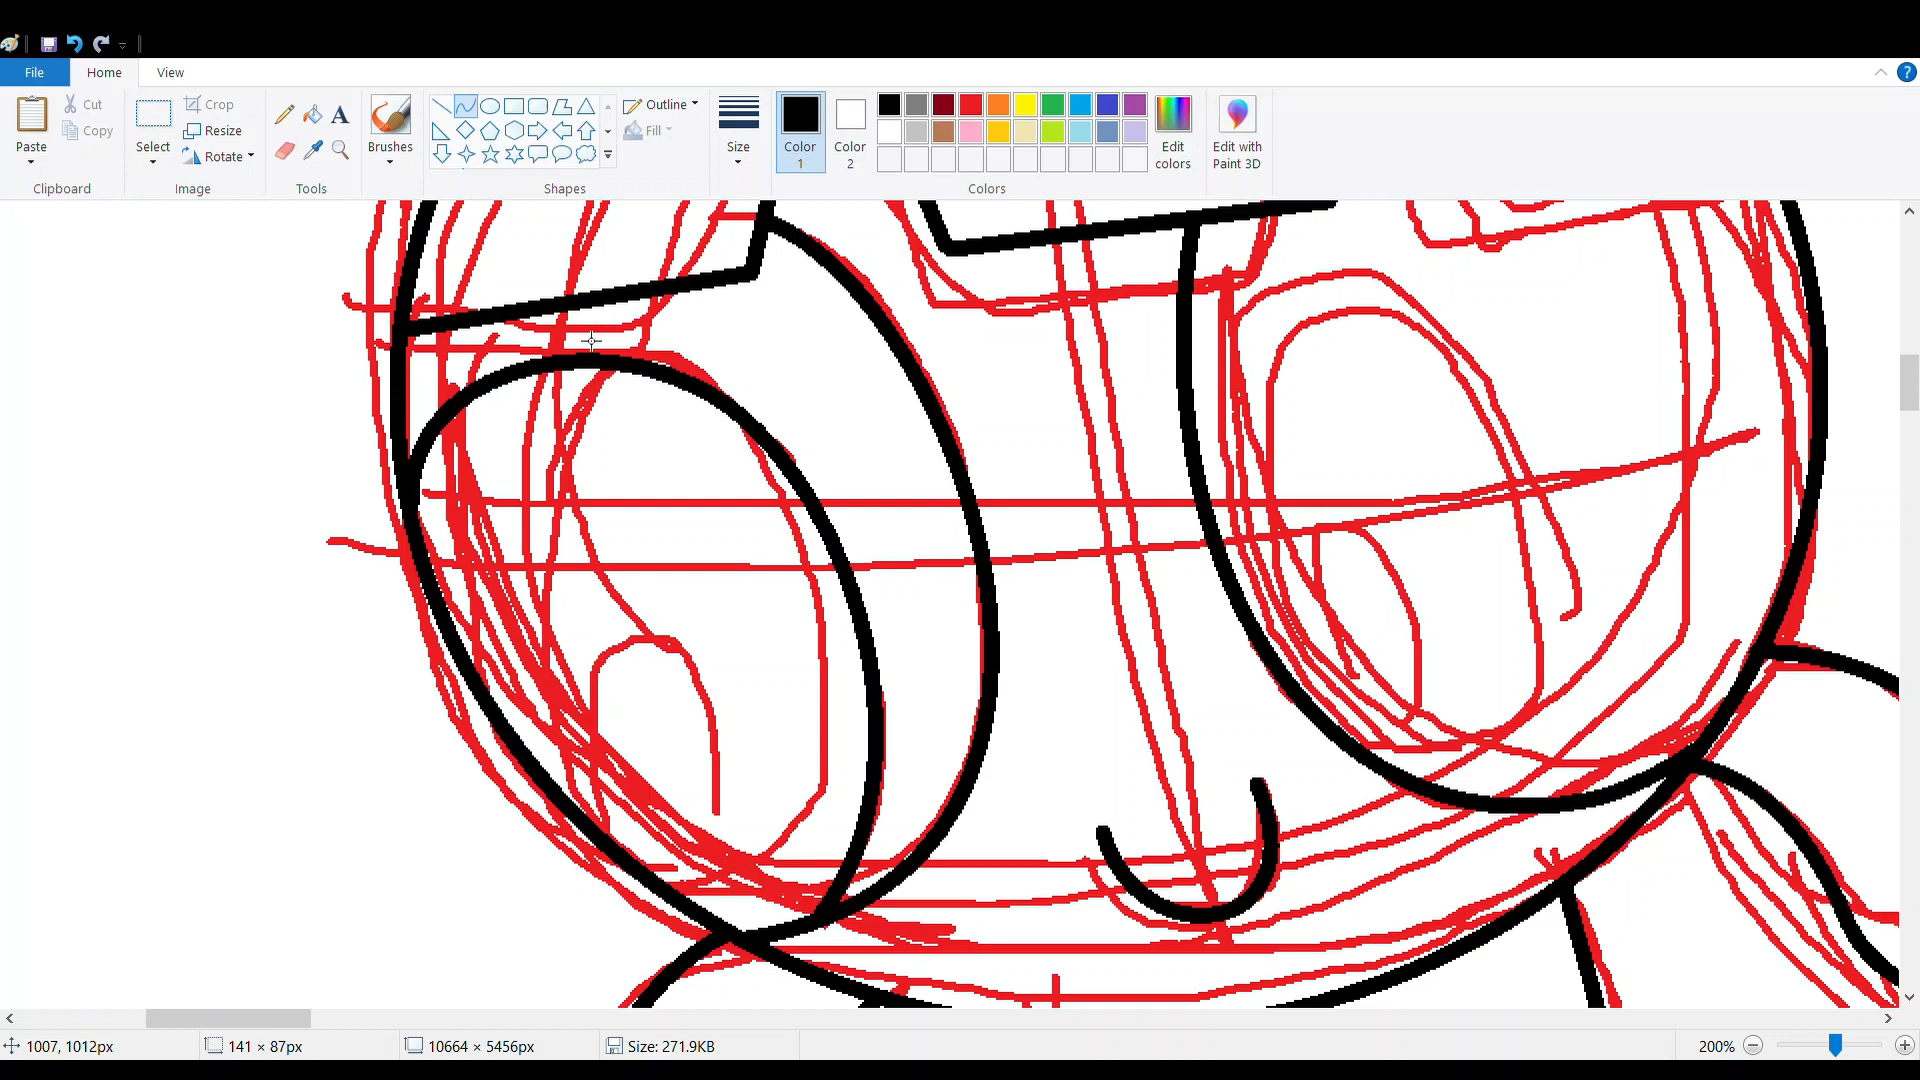 File Home View
?
Paste
Cut
Copy
Clipboard
Select
Crop
Resize
Rotate
Image
A
Tools
Brushes
Shapes
Outline
Fill
Size
Color
1
Color
2
Colors
Edit
colors
Edit with
Paint 3D
1007, 1012px
141 × 87px
10664 × 5456px
Size: 271.9KB
200%